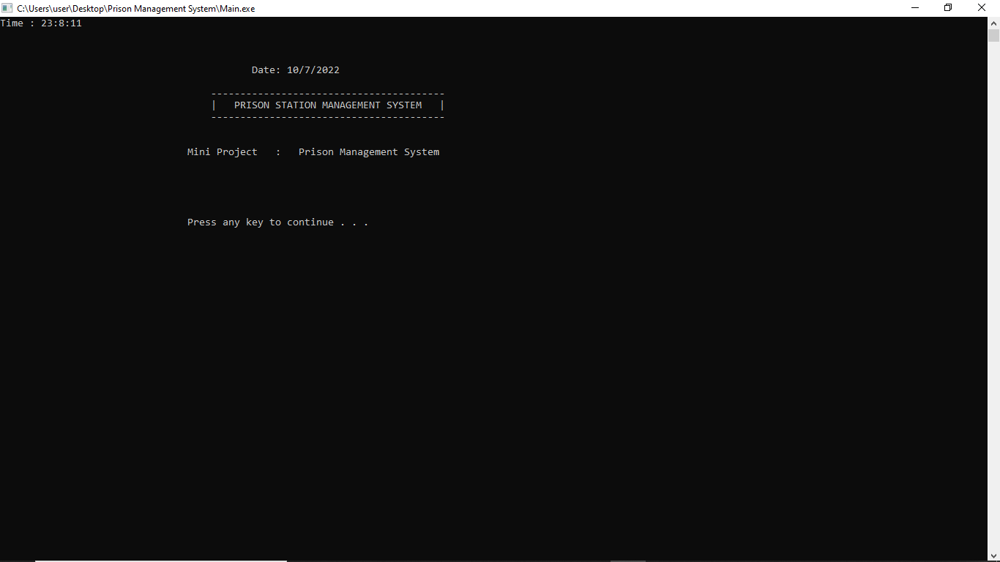 C:\Users\user\Desktop\Prison Management System\Main.exe
Time : 23:8:11
Date: 10/7/2022
----------------------------------------
|   PRISON STATION MANAGEMENT SYSTEM   |
----------------------------------------
Mini Project   :   Prison Management System
Press any key to continue . . .